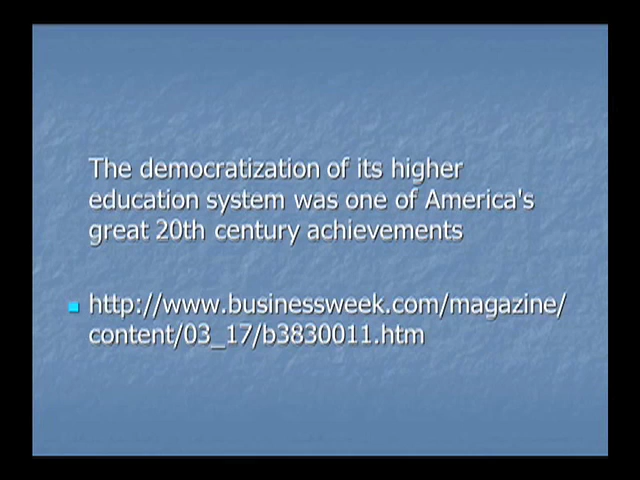 The democratization of its higher
education system was one of America's
great 20th century achievements
http://www.businessweek.com/magazine/
content/03_17/b3830011.htm